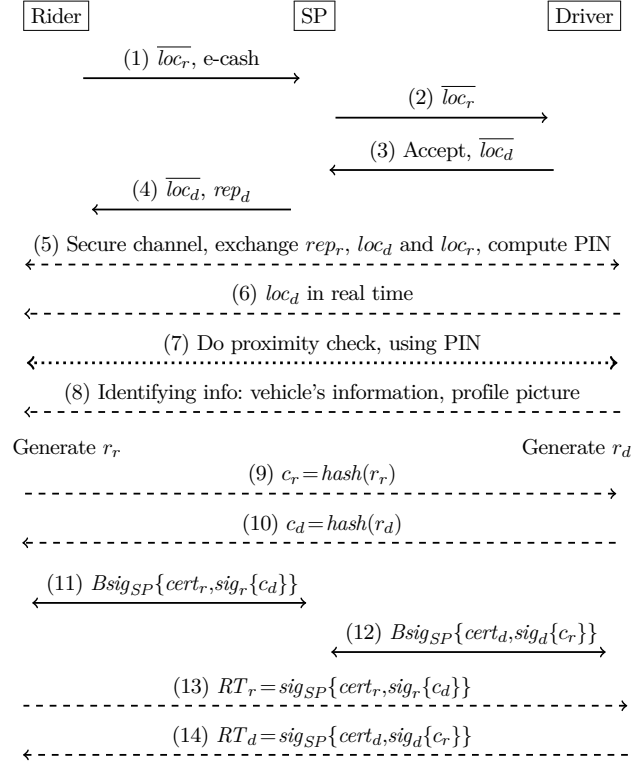 Rider SP Driver
(1) \overline{loc_r}, e-cash
(2) \overline{loc_r}
(3) Accept, \overline{loc_d}
(4) \overline{loc_d}, rep_d
(5) Secure channel, exchange rep_r, loc_d and loc_r, compute PIN
(6) loc_d in real time
(7) Do proximity check, using PIN
(8) Identifying info: vehicle's information, profile picture
Generate r_r Generate r_d
(9) c_r=hash(r_r)
(10) c_d=hash(r_d)
(11) Bsig_{SP}{cert_r,sig_r{c_d}}
(12) Bsig_{SP}{cert_d,sig_d{c_r}}
(13) RT_r=sig_{SP}{cert_r,sig_r{c_d}}
(14) RT_d=sig_{SP}{cert_d,sig_d{c_r}}